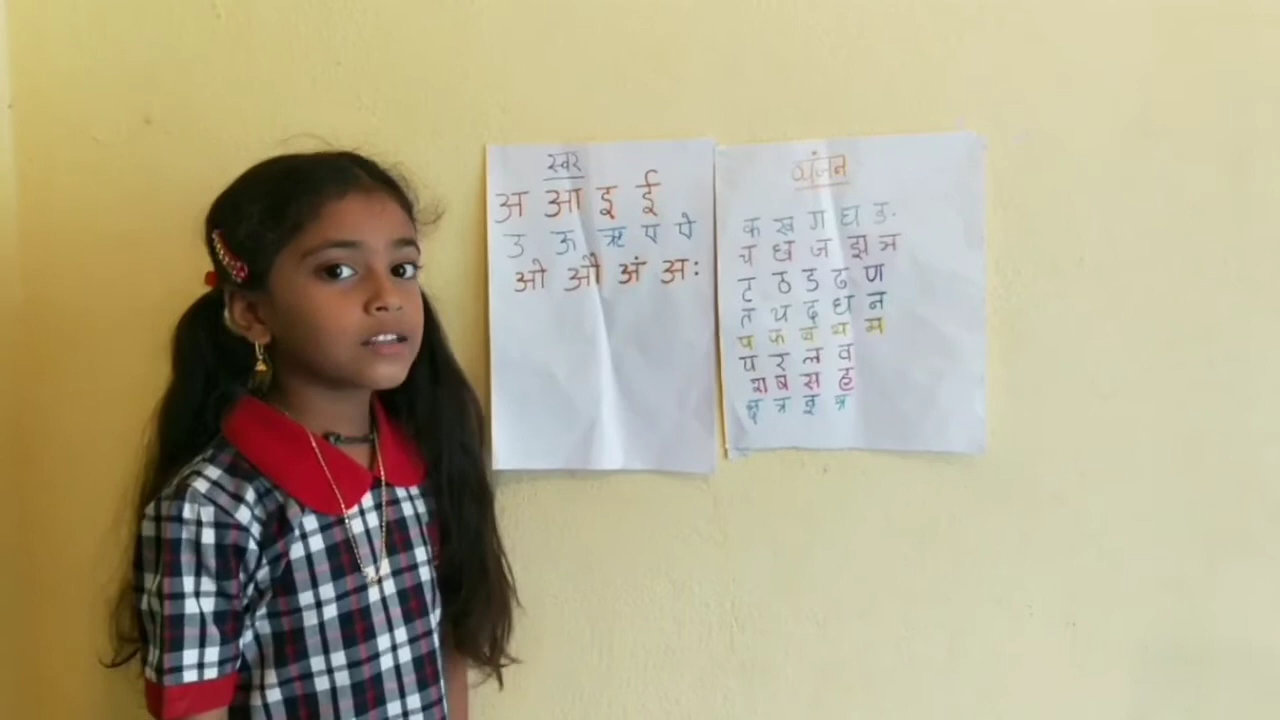 स्वर
अ आ इ ई
उ ऊ ऋ ए ऐ
ओ औ अं अः
व्यंजन
क ख ग घ ङ
च छ ज झ ञ
ट ठ ड ढ ण
त थ द ध न
प फ ब भ म
य र ल व
श ष स ह
क्ष त्र ज्ञ श्र